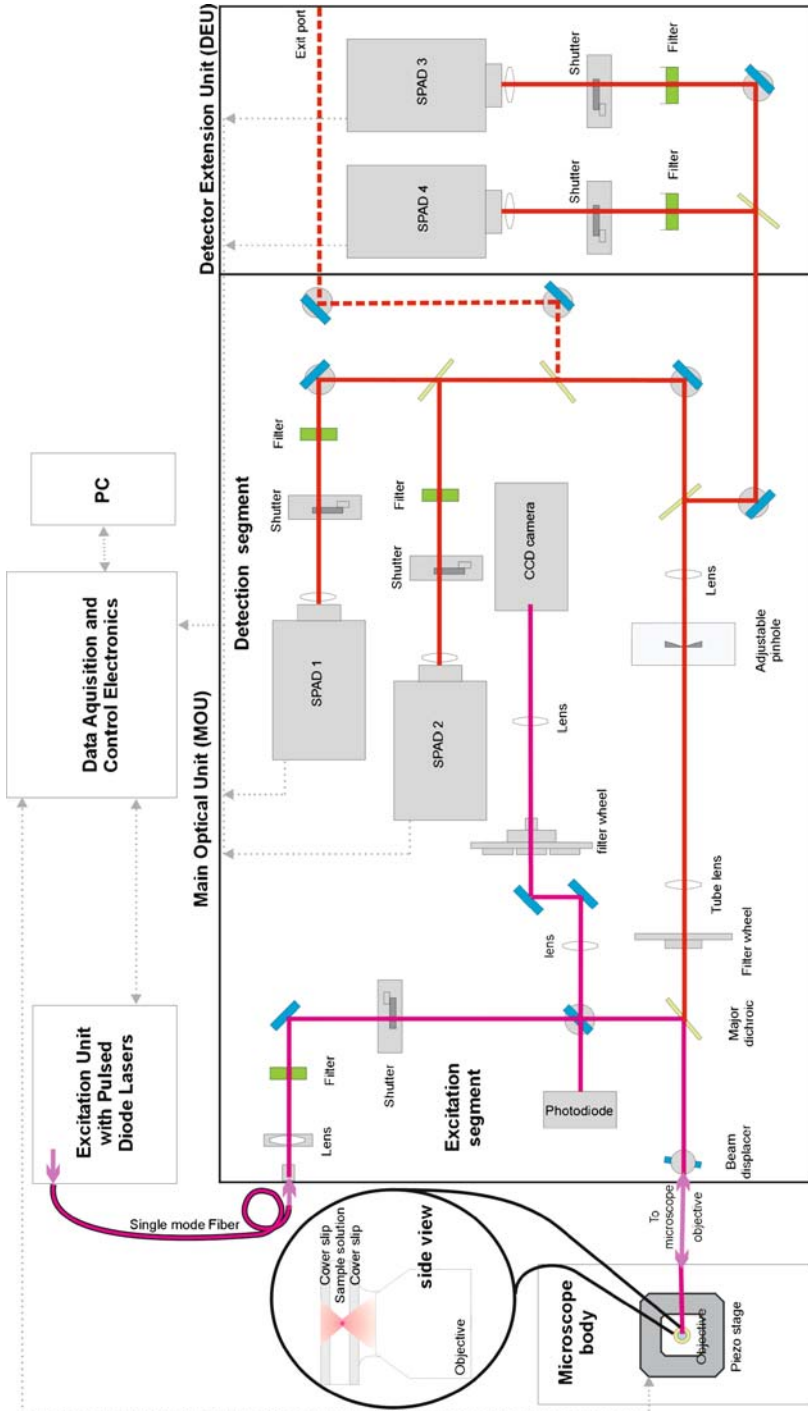 Detector Extension Unit (DEU)
Exit port
SPAD 3
Shutter
Filter
SPAD 4
Shutter
Filter
PC
Data Aquisition and
Control Electronics
Main Optical Unit (MOU)
Detection segment
Filter
Shutter
SPAD 1
Filter
Shutter
SPAD 2
CCD camera
Lens
filter wheel
lens
Lens
Adjustable
pinhole
Tube lens
Filter wheel
Major
dichroic
Excitation Unit
with Pulsed
Diode Lasers
Single mode Fiber
Filter
Lens
Shutter
Excitation
segment
Photodiode
Beam
displacer
To
microscope
objective
Cover slip
Sample solution
Cover slip
side view
Objective
Microscope
body
Objective
Piezo stage